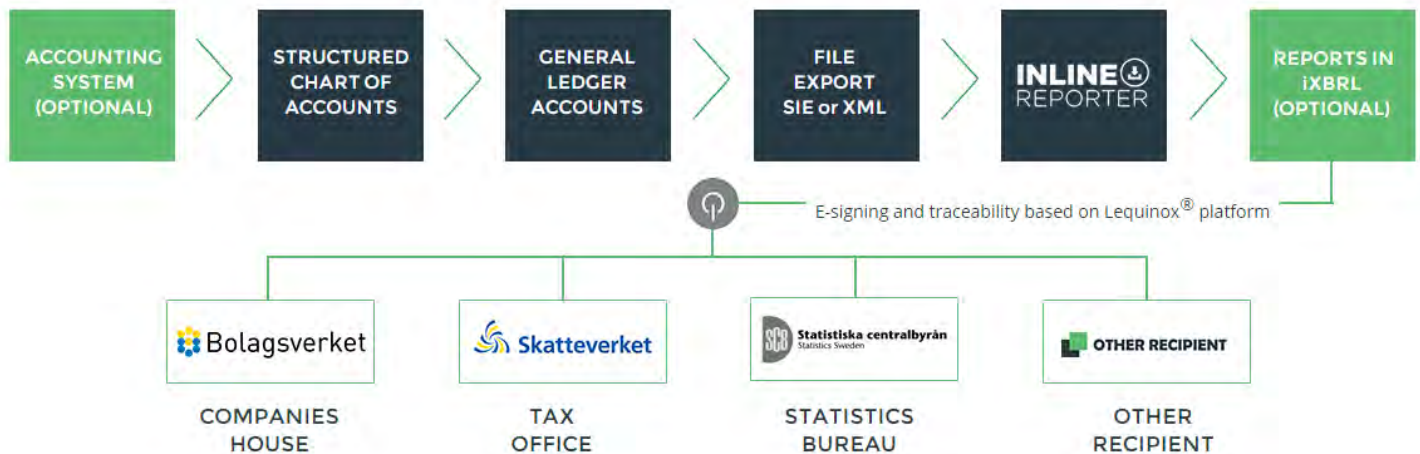 ACCOUNTING
SYSTEM
(OPTIONAL)
STRUCTURED
CHART OF
ACCOUNTS
GENERAL
LEDGER
ACCOUNTS
FILE
EXPORT
SIE or XML
INLINE
REPORTER
REPORTS IN
iXBRL
(OPTIONAL)
E-signing and traceability based on Lequinox® platform
Bolagsverket
Skatteverket
SCB
Statistiska centralbyrån
Statistics Sweden
OTHER RECIPIENT
COMPANIES
HOUSE
TAX
OFFICE
STATISTICS
BUREAU
OTHER
RECIPIENT